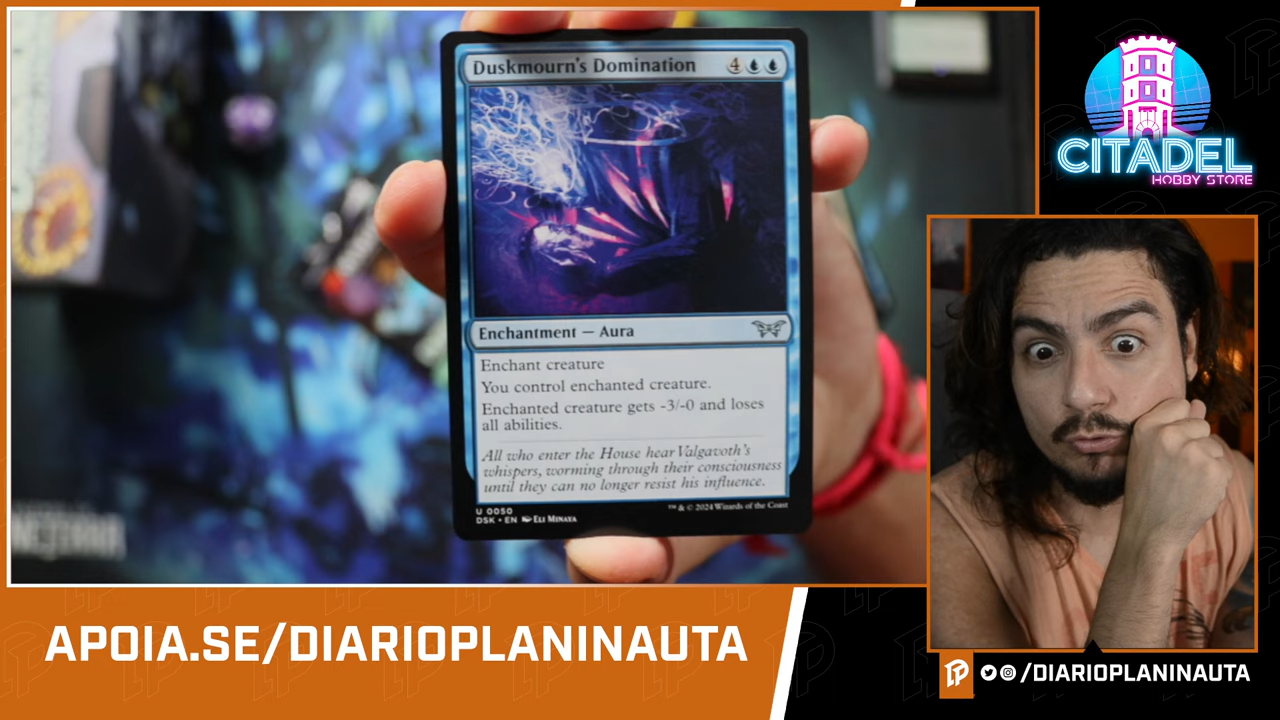 Duskmourn's Domination 4
Enchantment — Aura
Enchant creature
You control enchanted creature.
Enchanted creature gets -3/-0 and loses
all abilities.
All who enter the House hear Valgavoth's
whispers, worming through their consciousness
until they can no longer resist his influence.
U 0050
DSK • EN Eli Minaya
™ & © 2024 Wizards of the Coast
CITADEL
HOBBY STORE
APOIA.SE/DIARIOPLANINAUTA
/DIARIOPLANINAUTA